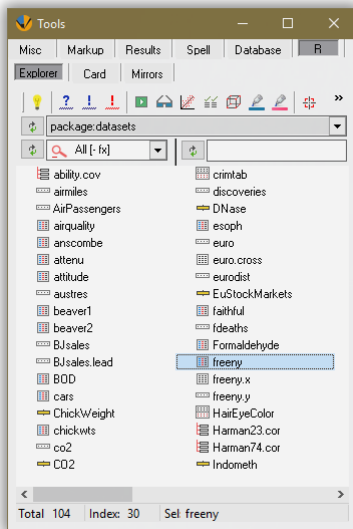 Tools
Misc Markup Results Spell Database R
Explorer Card Mirrors
package:datasets
All [- fx]
ability.cov
airmiles
AirPassengers
airquality
anscombe
attenu
attitude
austres
beaver1
beaver2
BJsales
BJsales.lead
BOD
cars
ChickWeight
chickwts
co2
CO2
crimtab
discoveries
DNase
esoph
euro
euro.cross
eurodist
EuStockMarkets
faithful
fdeaths
Formaldehyde
freeny
freeny.x
freeny.y
HairEyeColor
Harman23.cor
Harman74.cor
Indometh
Total 104 Index: 30 Sel: freeny